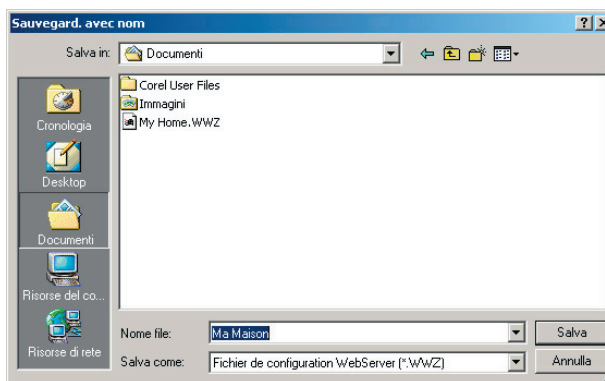 Sauvegard. avec nom
Salva in:
Documenti
Cronologia
Desktop
Documenti
Risorse del co...
Risorse di rete
Corel User Files
Immagini
My Home.WWZ
Nome file:
Ma Maison
Salva
Salva come:
Fichier de configuration WebServer (*.WWZ)
Annulla